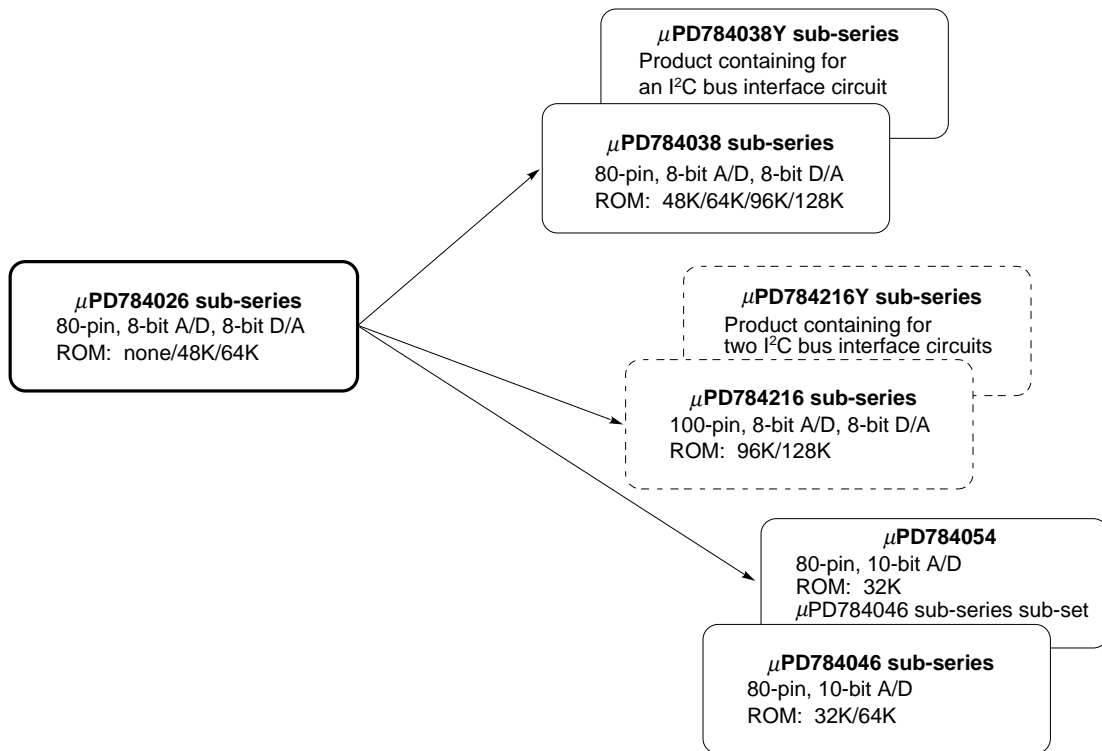 μPD784038Y sub-series
Product containing for
an I²C bus interface circuit
μPD784038 sub-series
80-pin, 8-bit A/D, 8-bit D/A
ROM: 48K/64K/96K/128K
μPD784026 sub-series
80-pin, 8-bit A/D, 8-bit D/A
ROM: none/48K/64K
μPD784216Y sub-series
Product containing for
two I²C bus interface circuits
μPD784216 sub-series
100-pin, 8-bit A/D, 8-bit D/A
ROM: 96K/128K
μPD784054
80-pin, 10-bit A/D
ROM: 32K
μPD784046 sub-series sub-set
μPD784046 sub-series
80-pin, 10-bit A/D
ROM: 32K/64K